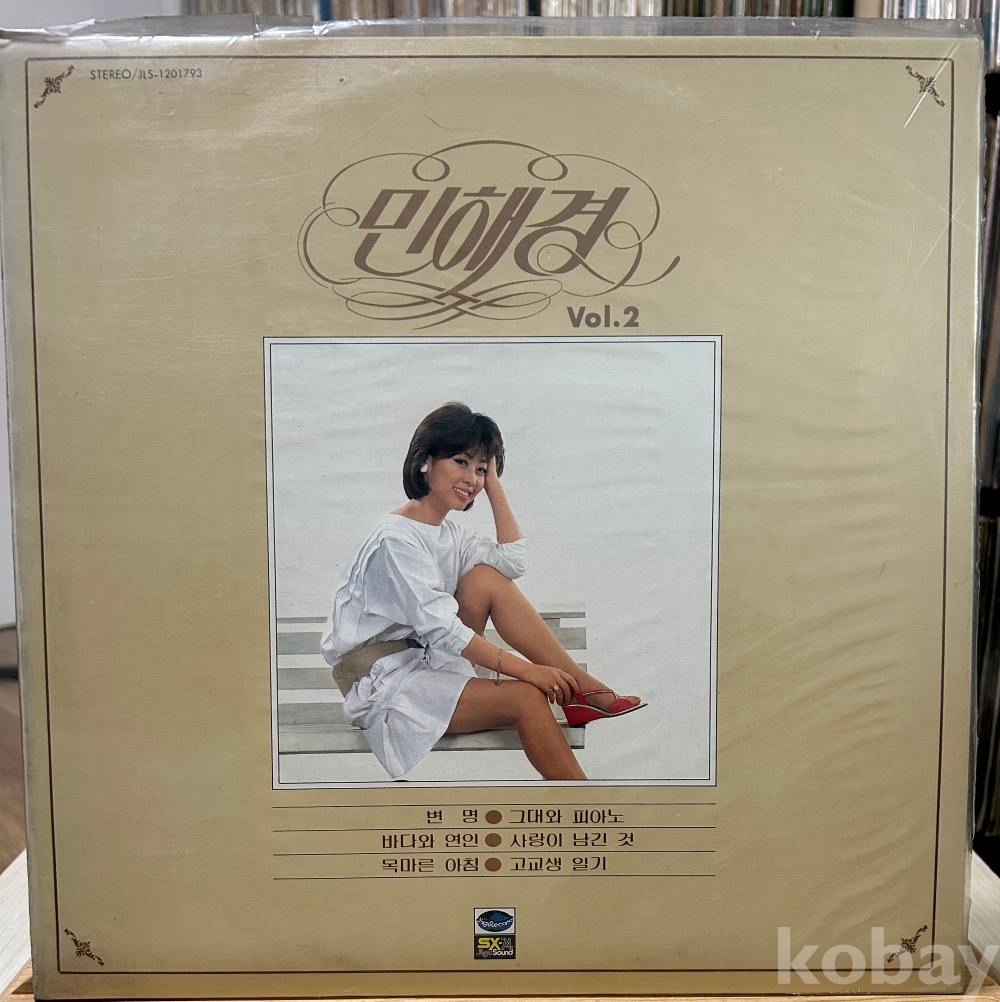 STEREO/JLS-1201793
민해경
Vol.2
변 명 ● 그대와 피아노
바다와 연인 ● 사랑이 남긴 것
목마른 아침 ● 고교생 일기
SX-
Sound
kobay